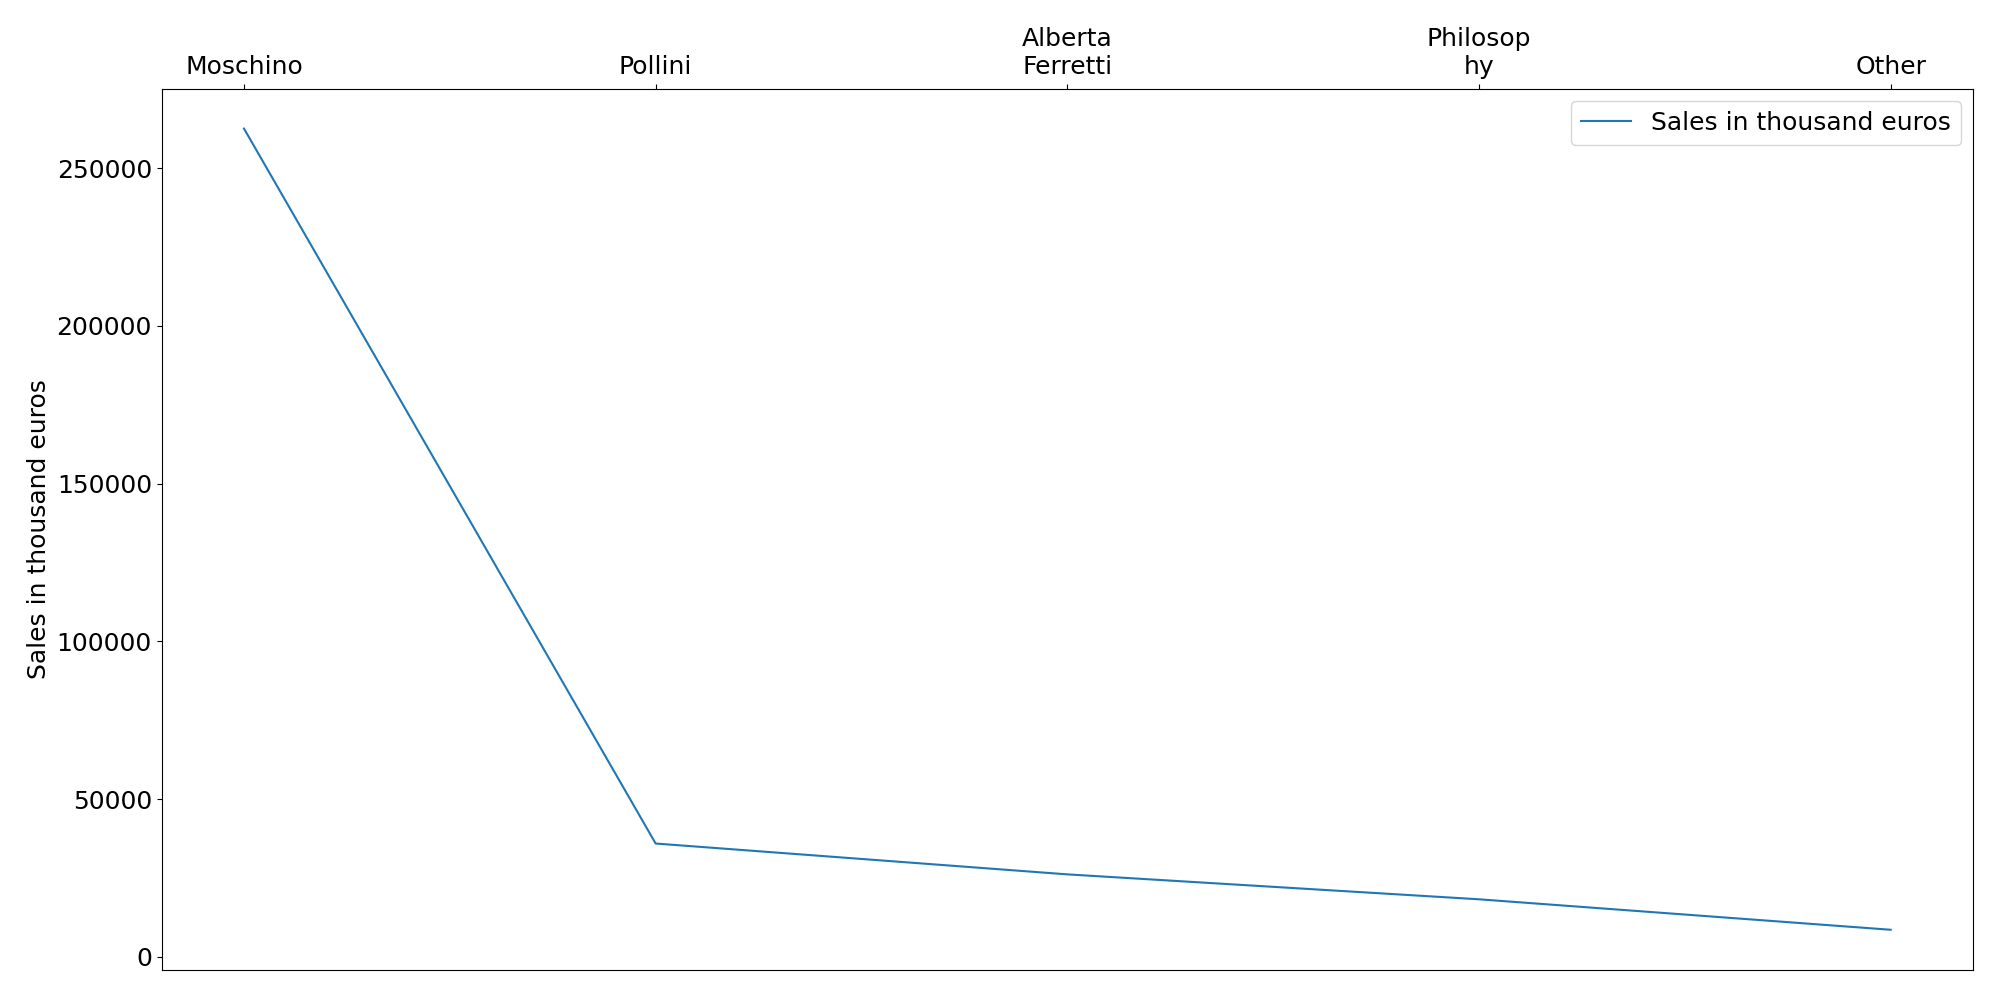 Moschino
Pollini
Alberta
Ferretti
Philosop
hy
Other
Sales in thousand euros
250000
200000
150000
100000
50000
0
Sales in thousand euros